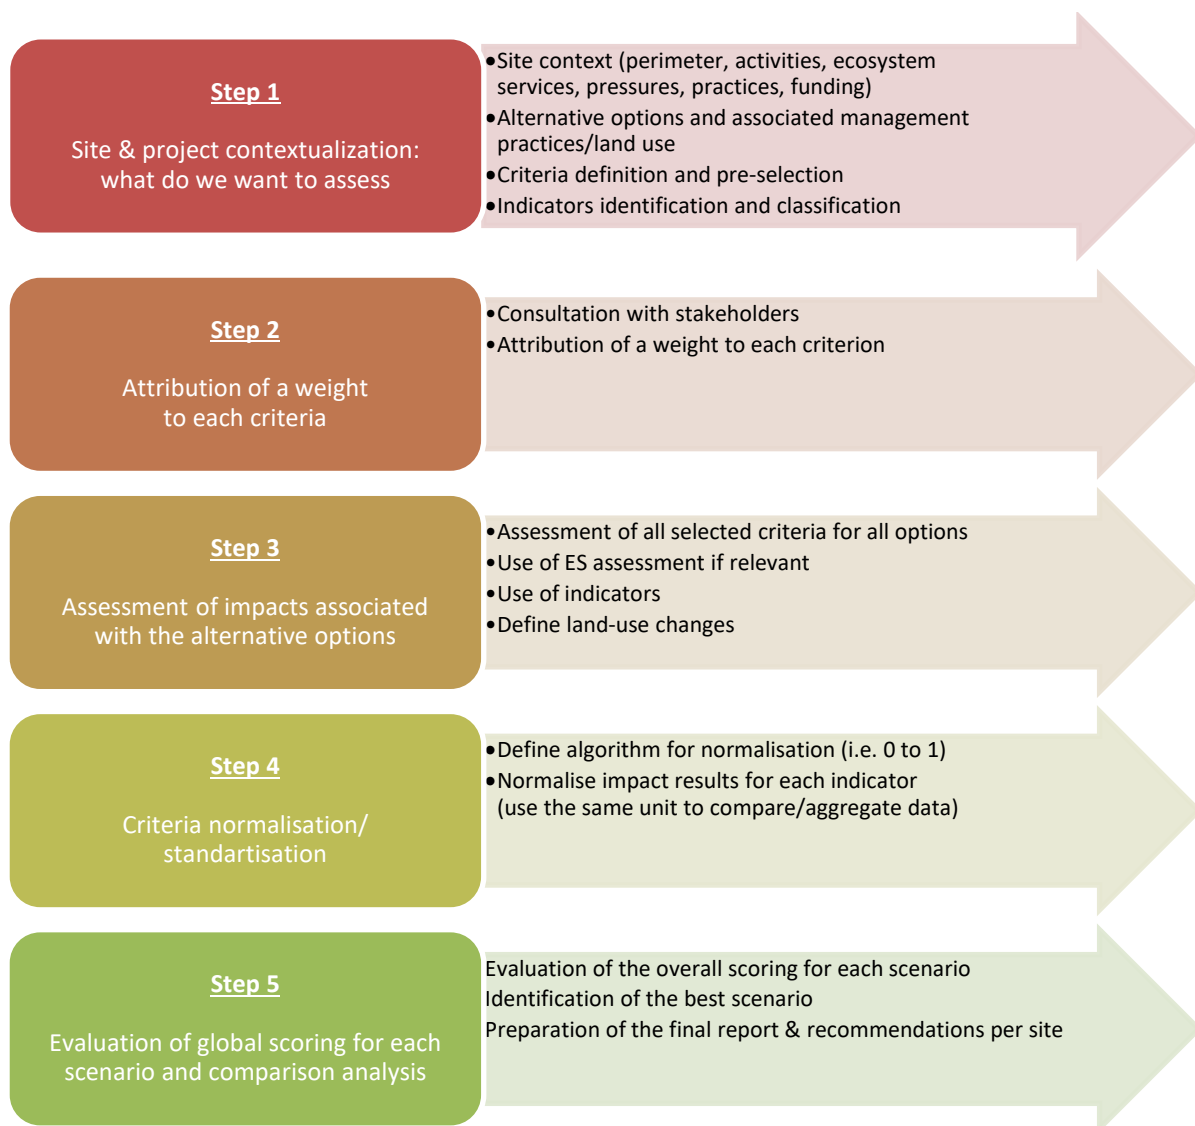 Step 1
Site & project contextualization:
what do we want to assess
•Site context (perimeter, activities, ecosystem
services, pressures, practices, funding)
•Alternative options and associated management
practices/land use
•Criteria definition and pre-selection
•Indicators identification and classification
Step 2
Attribution of a weight
to each criteria
•Consultation with stakeholders
•Attribution of a weight to each criterion
Step 3
Assessment of impacts associated
with the alternative options
•Assessment of all selected criteria for all options
•Use of ES assessment if relevant
•Use of indicators
•Define land-use changes
Step 4
Criteria normalisation/
standartisation
•Define algorithm for normalisation (i.e. 0 to 1)
•Normalise impact results for each indicator
(use the same unit to compare/aggregate data)
Step 5
Evaluation of global scoring for each
scenario and comparison analysis
Evaluation of the overall scoring for each scenario
Identification of the best scenario
Preparation of the final report & recommendations per site